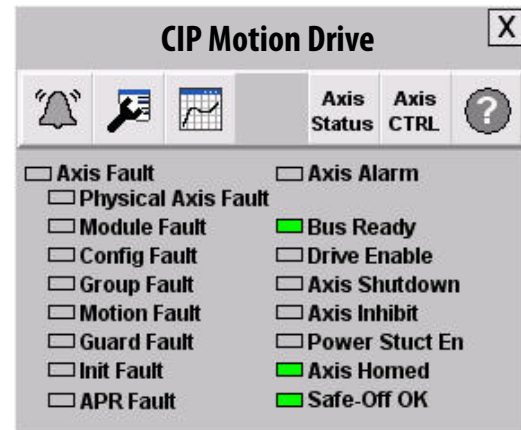 CIP Motion Drive
X
Axis Status
Axis CTRL
?
Axis Fault
Physical Axis Fault
Module Fault
Config Fault
Group Fault
Motion Fault
Guard Fault
Init Fault
APR Fault
Axis Alarm
Bus Ready
Drive Enable
Axis Shutdown
Axis Inhibit
Power Stuct En
Axis Homed
Safe-Off OK